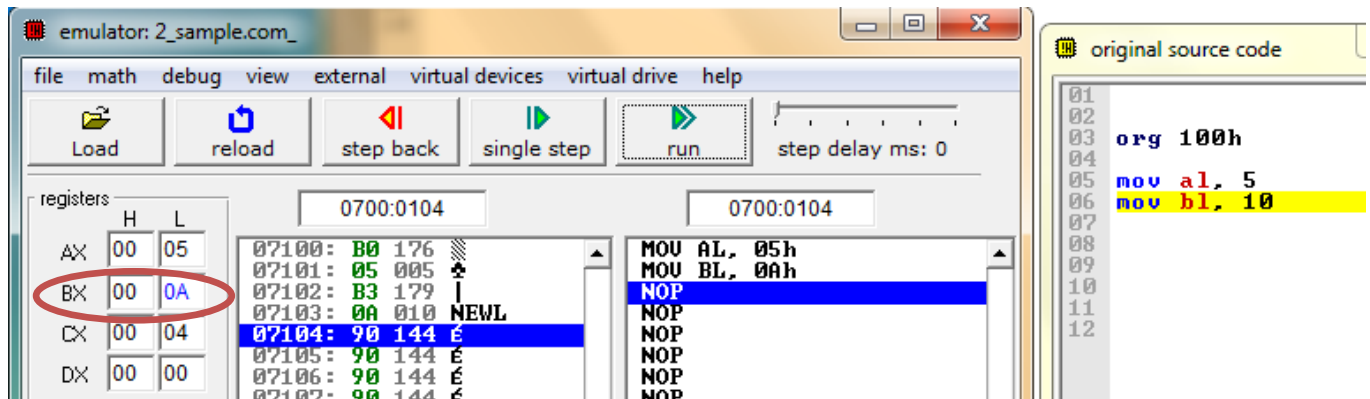 emulator: 2_sample.com_
file math debug view external virtual devices virtual drive help
Load reload step back single step run step delay ms: 0
registers
H L
0700:0104 0700:0104
AX 00 05
BX 00 0A
CX 00 04
DX 00 00
07100: B0 176 ▒
07101: 05 005 ♣
07102: B3 179 │
07103: 0A 010 NEWL
07104: 90 144 É
07105: 90 144 É
07106: 90 144 É
07107: 90 144 É
MOV AL, 05h
MOV BL, 0Ah
NOP
NOP
NOP
NOP
NOP
NOP
original source code
01
02
03 org 100h
04
05 mov al, 5
06 mov bl, 10
07
08
09
10
11
12